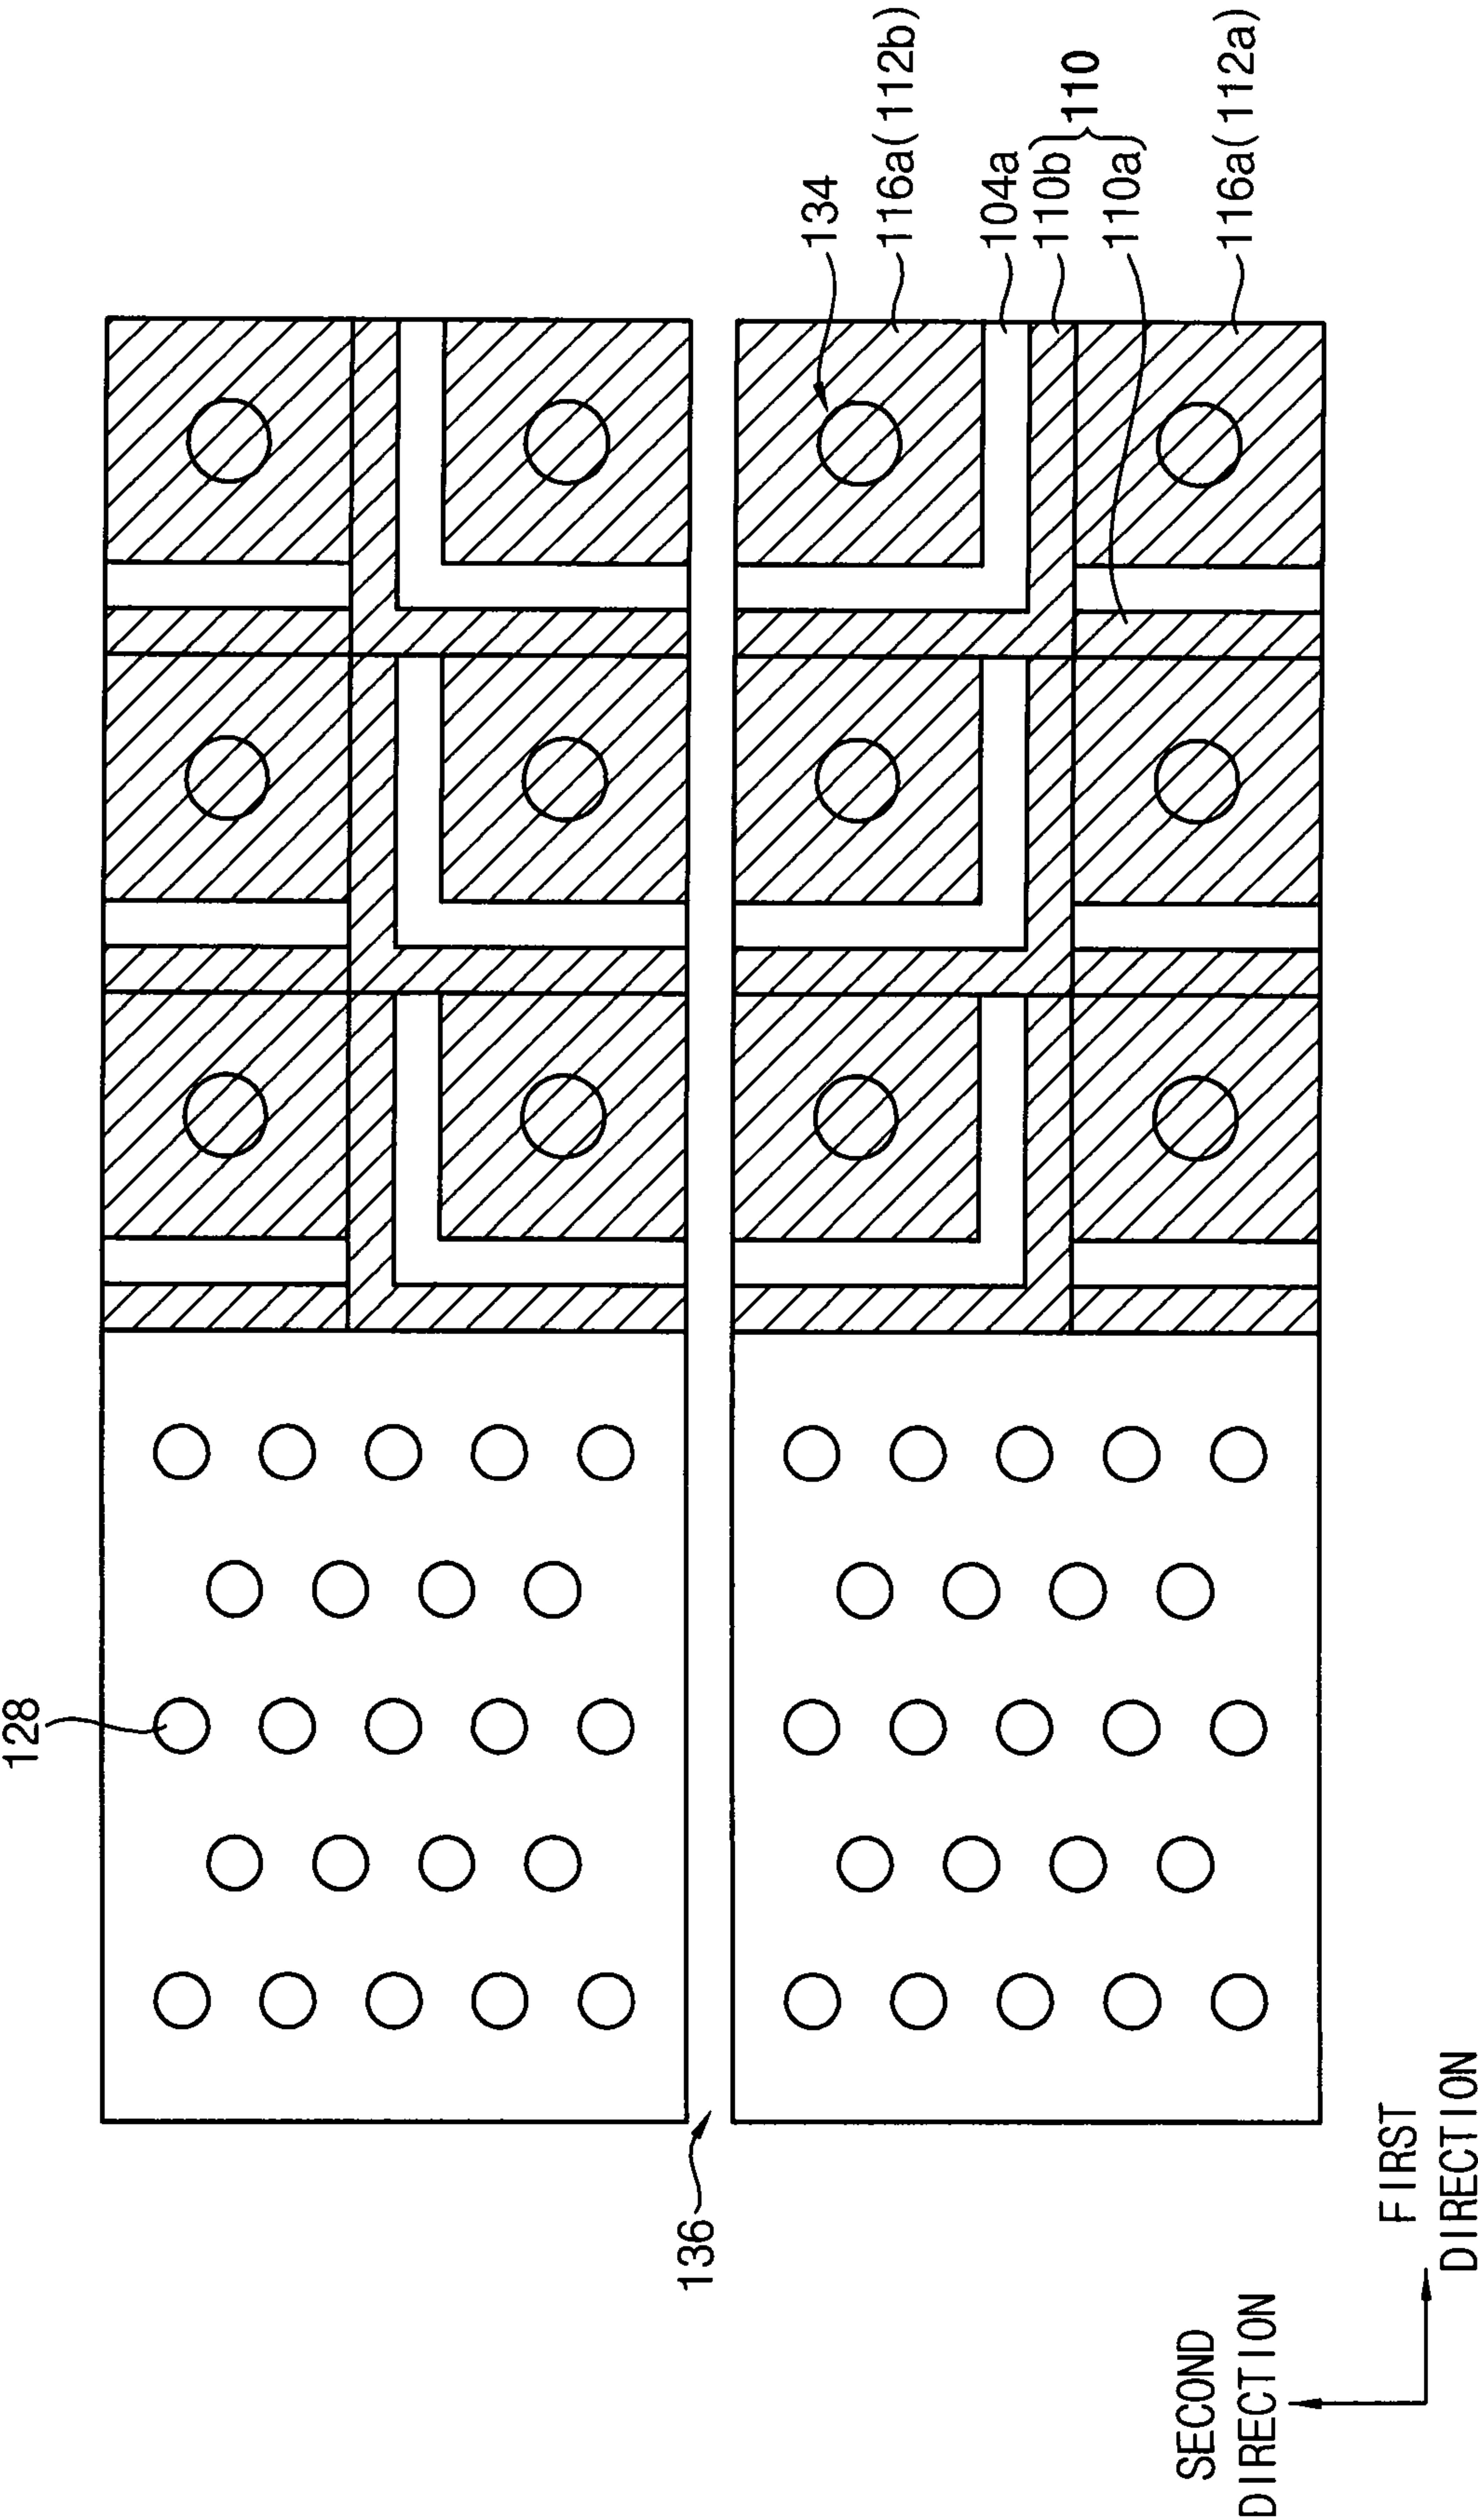 128
136
134
116a(112b)
104a
110b
110
110a
116a(112a)
SECOND
DIRECTION
FIRST
DIRECTION